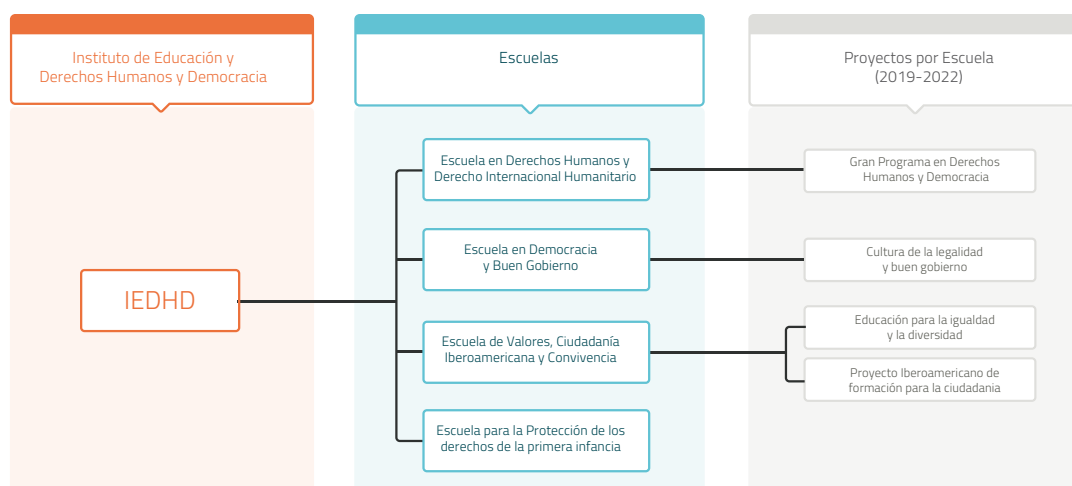 Instituto de Educación y
Derechos Humanos y Democracia
Escuelas
Proyectos por Escuela
(2019-2022)
IEDHD
Escuela en Derechos Humanos y
Derecho Internacional Humanitario
Escuela en Democracia
y Buen Gobierno
Escuela de Valores, Ciudadanía
Iberoamericana y Convivencia
Escuela para la Protección de los
derechos de la primera infancia
Gran Programa en Derechos
Humanos y Democracia
Cultura de la legalidad
y buen gobierno
Educación para la igualdad
y la diversidad
Proyecto Iberoamericano de
formación para la ciudadania